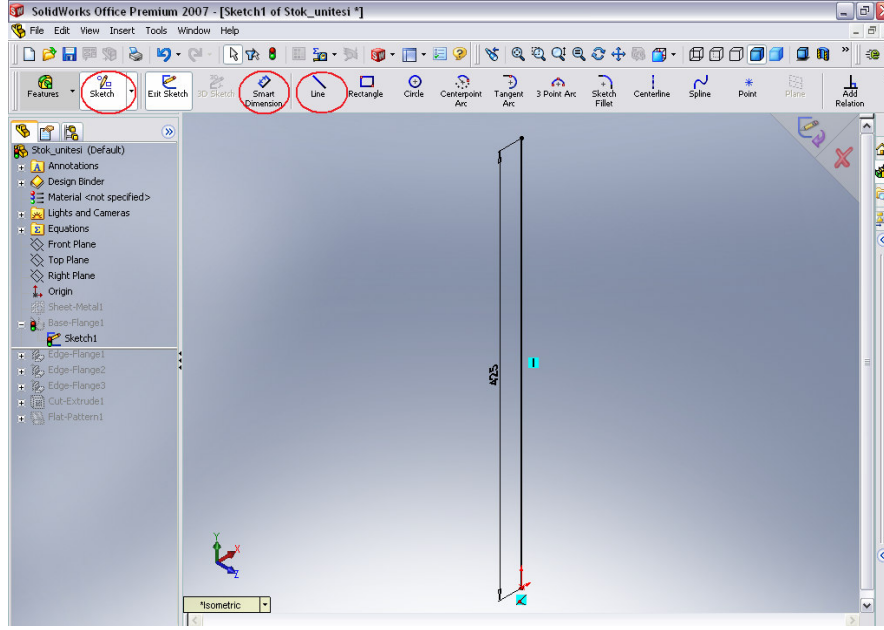 SolidWorks Office Premium 2007 - [Sketch1 of Stok_unitesi *]
File Edit View Insert Tools Window Help
Features Sketch Exit Sketch 3D Sketch Smart Dimension Line Rectangle Circle Centerpoint Arc Tangent Arc 3 Point Arc Sketch Fillet Centerline Spline Point Plane Add Relation
Stok_unitesi (Default)
Annotations
Design Binder
Material <not specified>
Lights and Cameras
Equations
Front Plane
Top Plane
Right Plane
Origin
Sheet-Metal1
Base-Flange1
Sketch1
Edge-Flange1
Edge-Flange2
Edge-Flange3
Cut-Extrude1
Flat-Pattern1
425
Y
X
Z
*Isometric